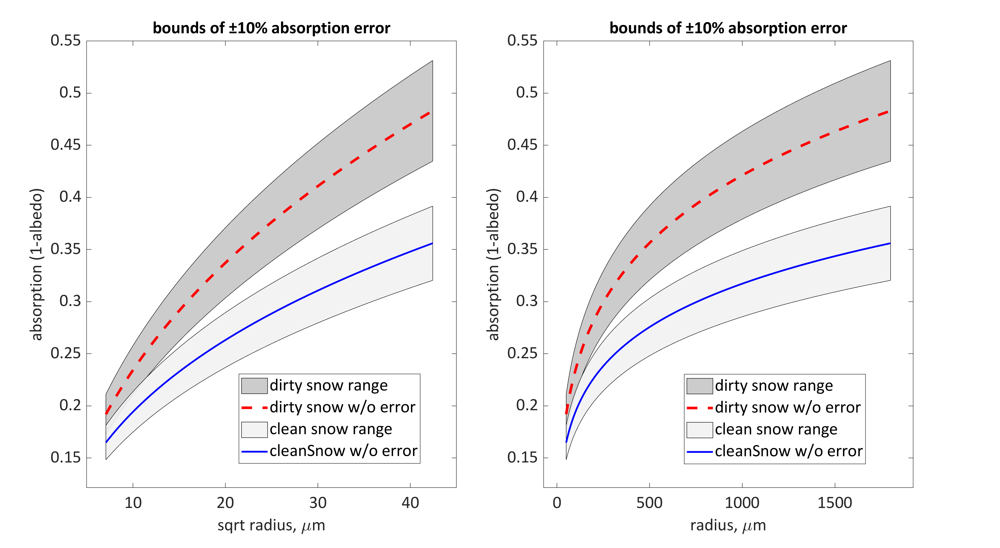 bounds of ±10% absorption error
0.55
0.5
0.45
0.4
0.35
0.3
0.25
0.2
0.15
absorption (1-albedo)
10 20 30 40
sqrt radius, μm
dirty snow range
dirty snow w/o error
clean snow range
cleanSnow w/o error
bounds of ±10% absorption error
0.55
0.5
0.45
0.4
0.35
0.3
0.25
0.2
0.15
absorption (1-albedo)
0 500 1000 1500
radius, μm
dirty snow range
dirty snow w/o error
clean snow range
cleanSnow w/o error